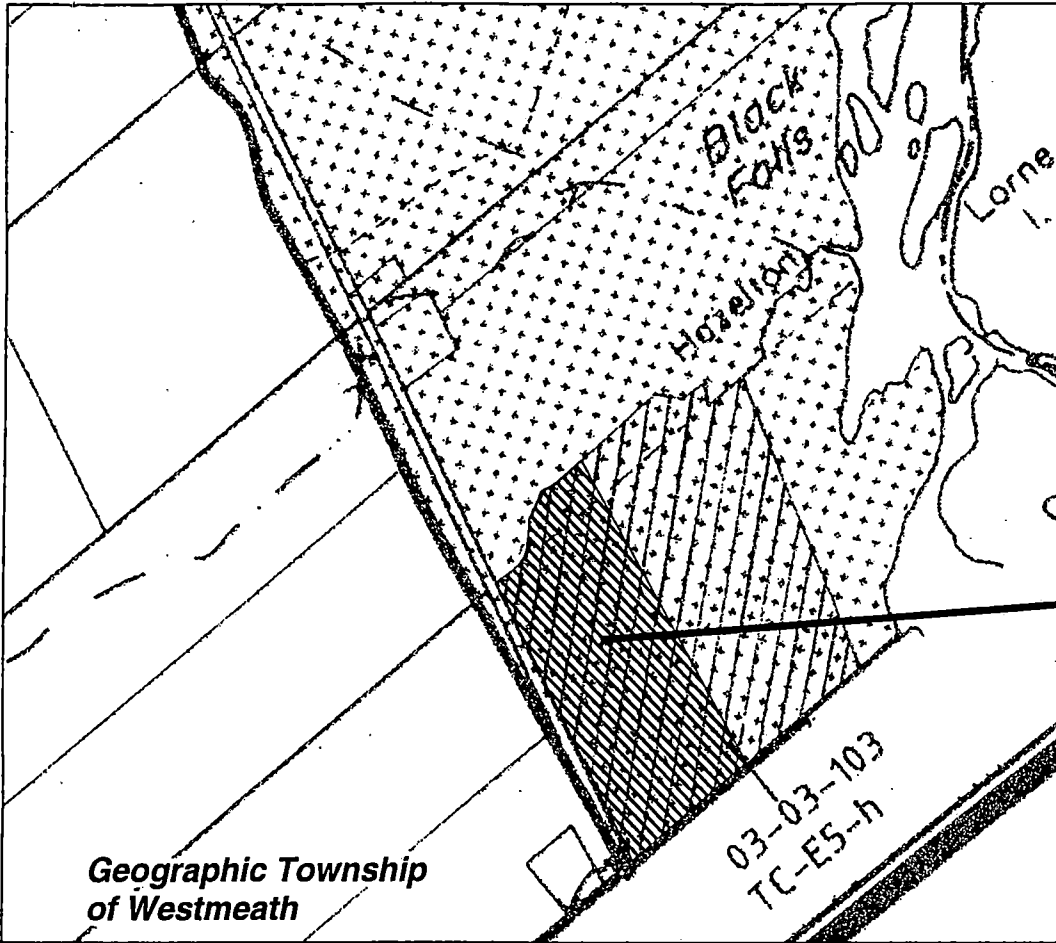 Black
Falls
Lorne
Hazelton
03-03-103
TC-E5-h
Geographic Township
of Westmeath